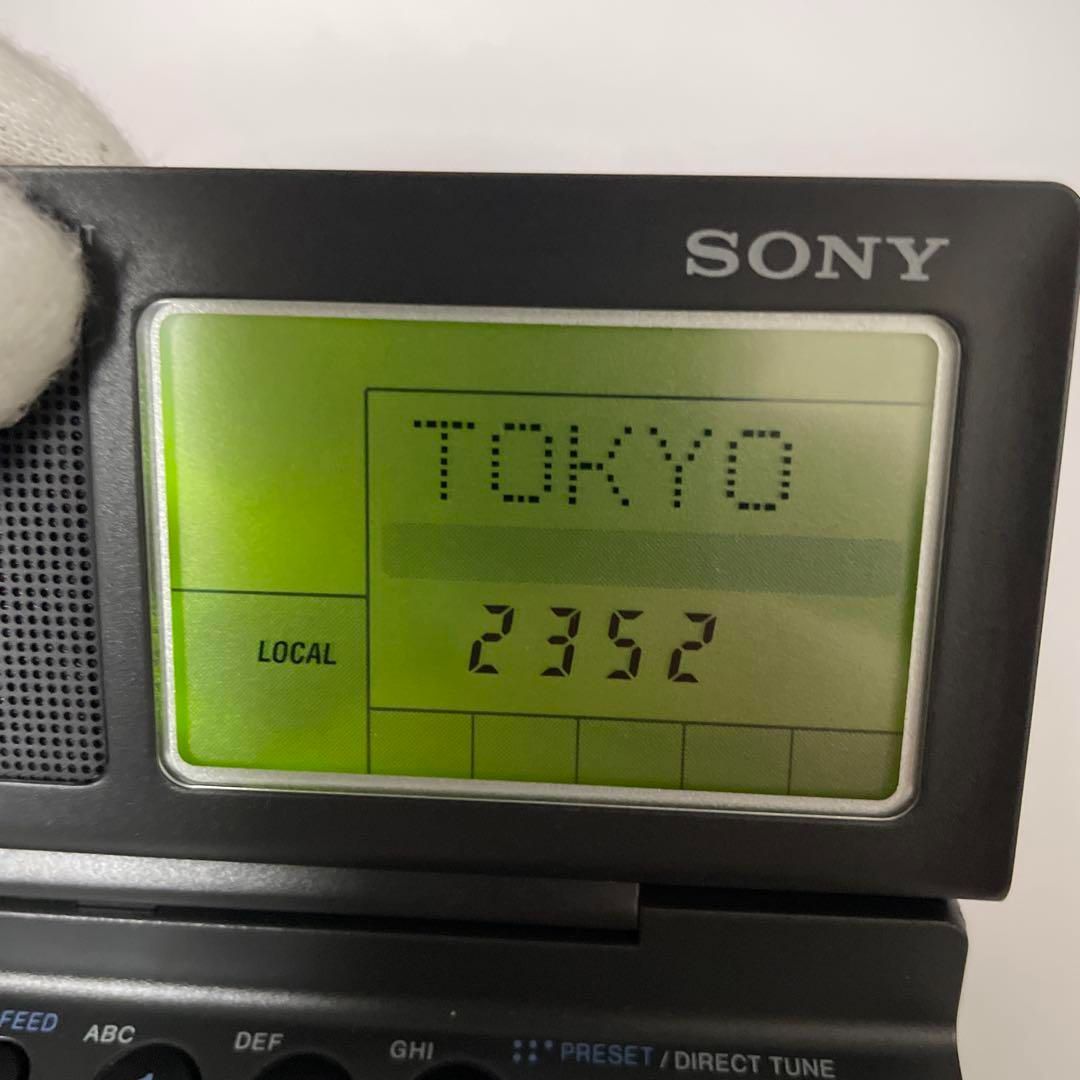 SONY
TOKYO
2352
LOCAL
FEED ABC DEF GHI PRESET / DIRECT TUNE